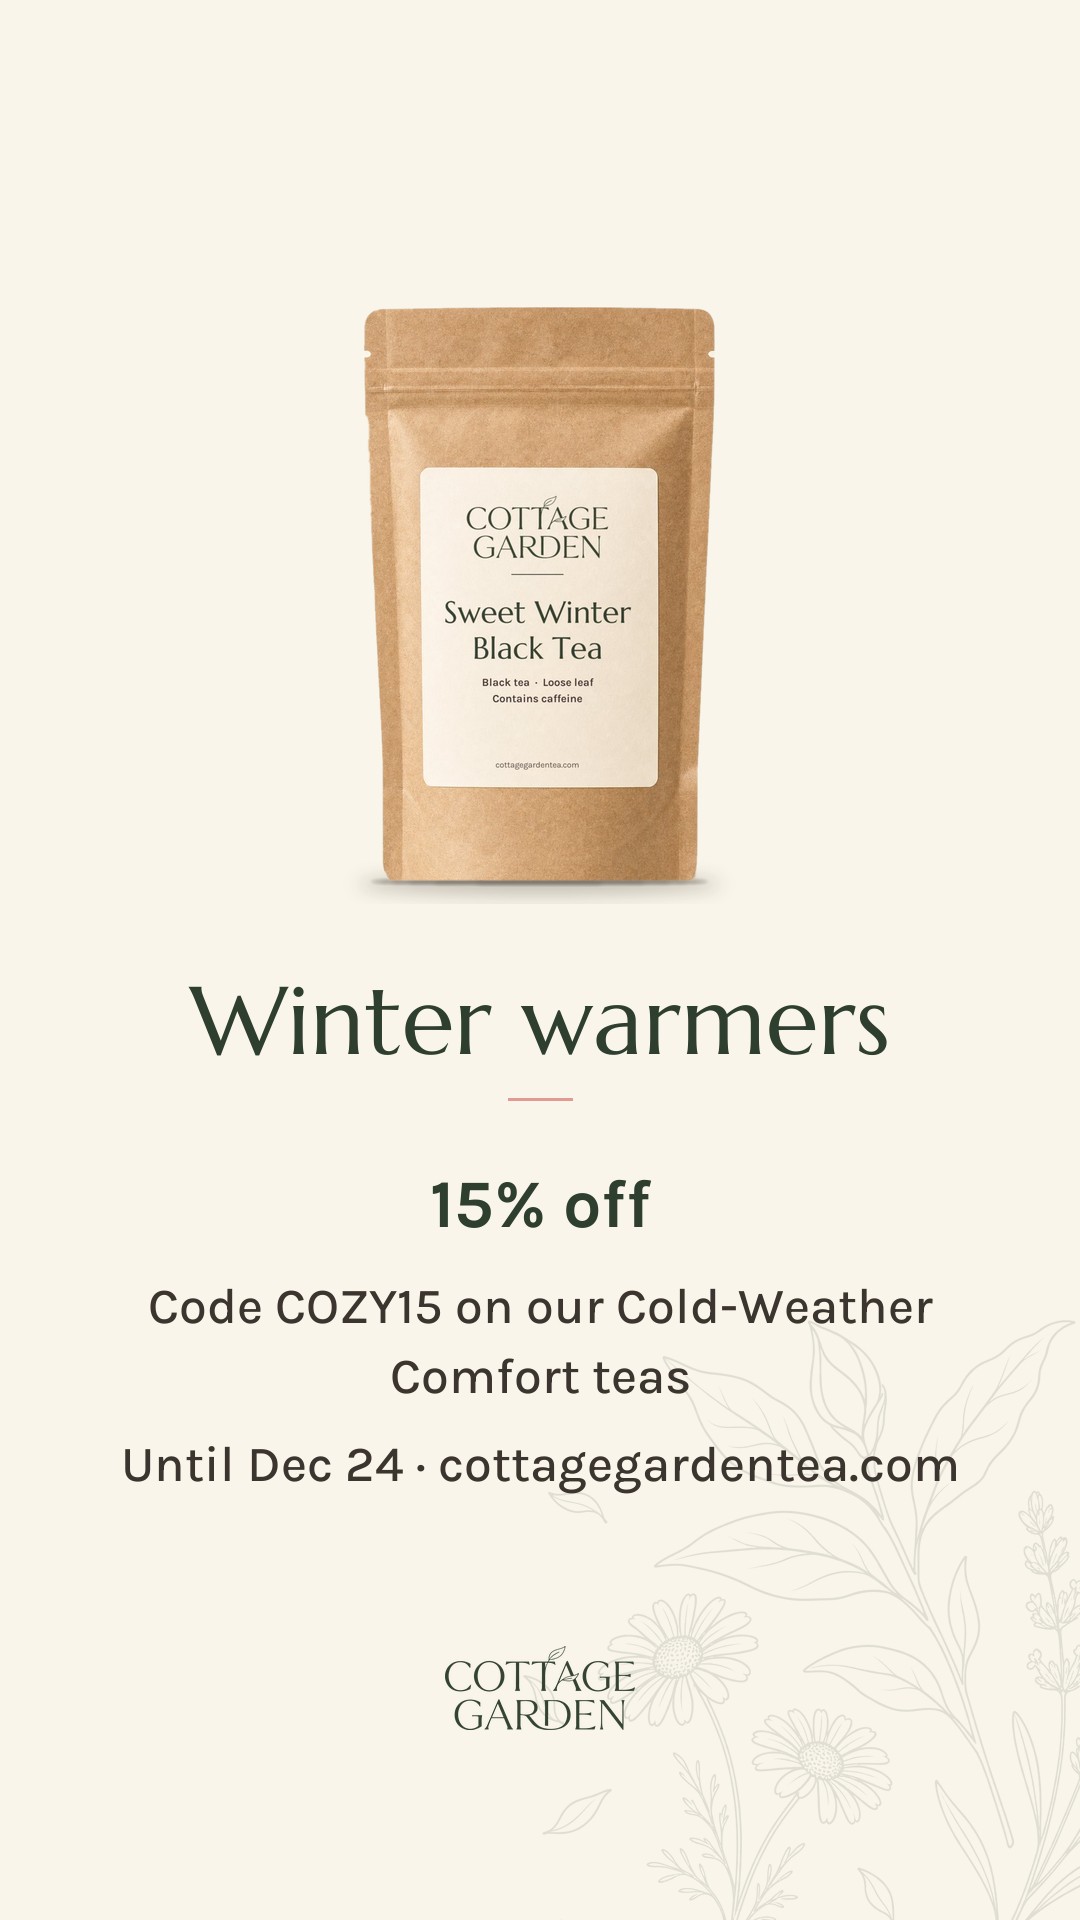 COTTAGE
GARDEN
Sweet Winter
Black Tea
Black tea · Loose leaf
Contains caffeine
cottagegardentea.com
Winter warmers
15% off
Code COZY15 on our Cold-Weather
Comfort teas
Until Dec 24 · cottagegardentea.com
COTTAGE
GARDEN